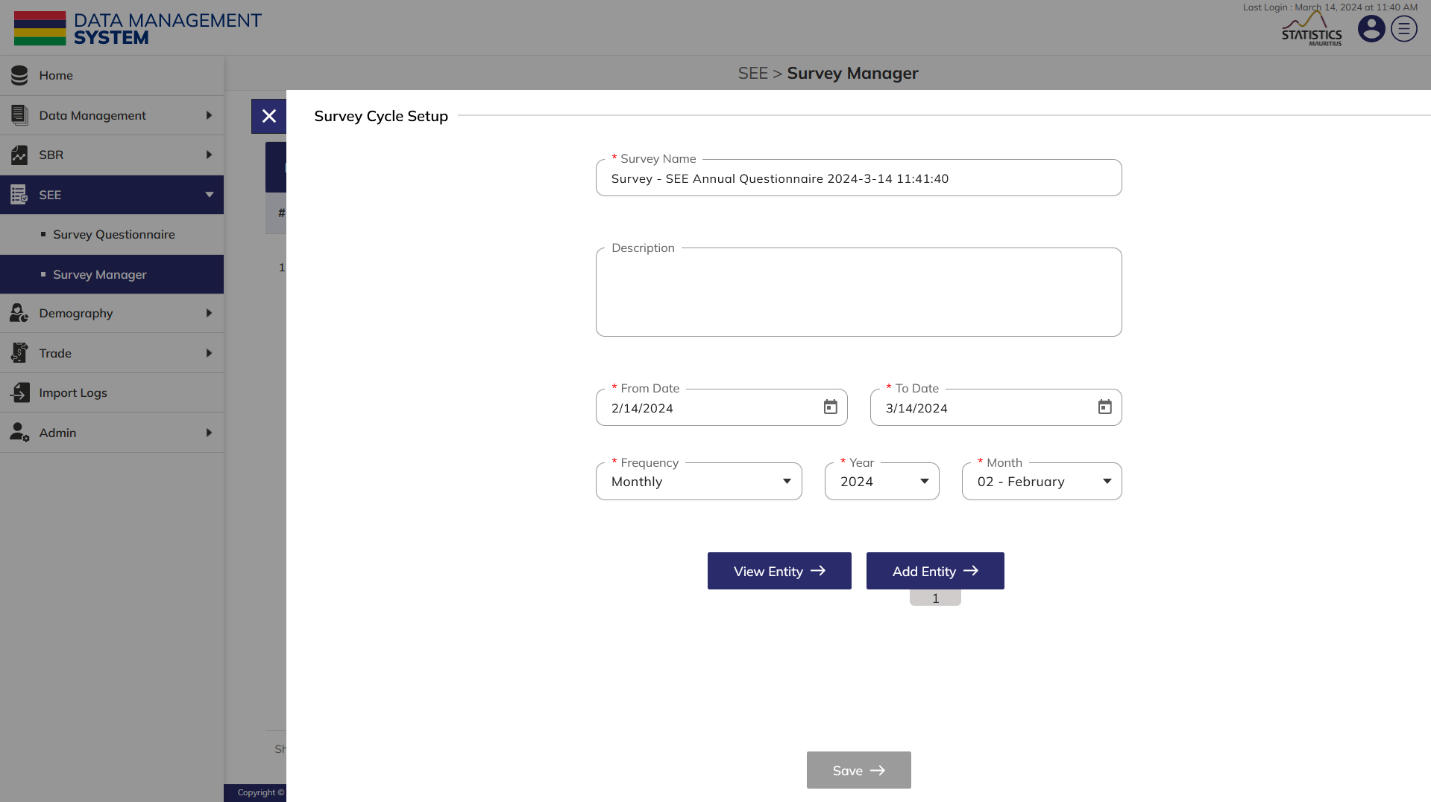 DATA MANAGEMENT
SYSTEM
Last Login : March 14, 2024 at 11:40 AM
STATISTICS
MAURITIUS
SEE > Survey Manager
Home
Data Management
SBR
SEE
Survey Questionnaire
Survey Manager
Demography
Trade
Import Logs
Admin
#
1
Sh
Copyright ©
Survey Cycle Setup
* Survey Name
Survey - SEE Annual Questionnaire 2024-3-14 11:41:40
Description
* From Date
2/14/2024
* To Date
3/14/2024
* Frequency
Monthly
* Year
2024
* Month
02 - February
View Entity →
Add Entity →
1
Save →